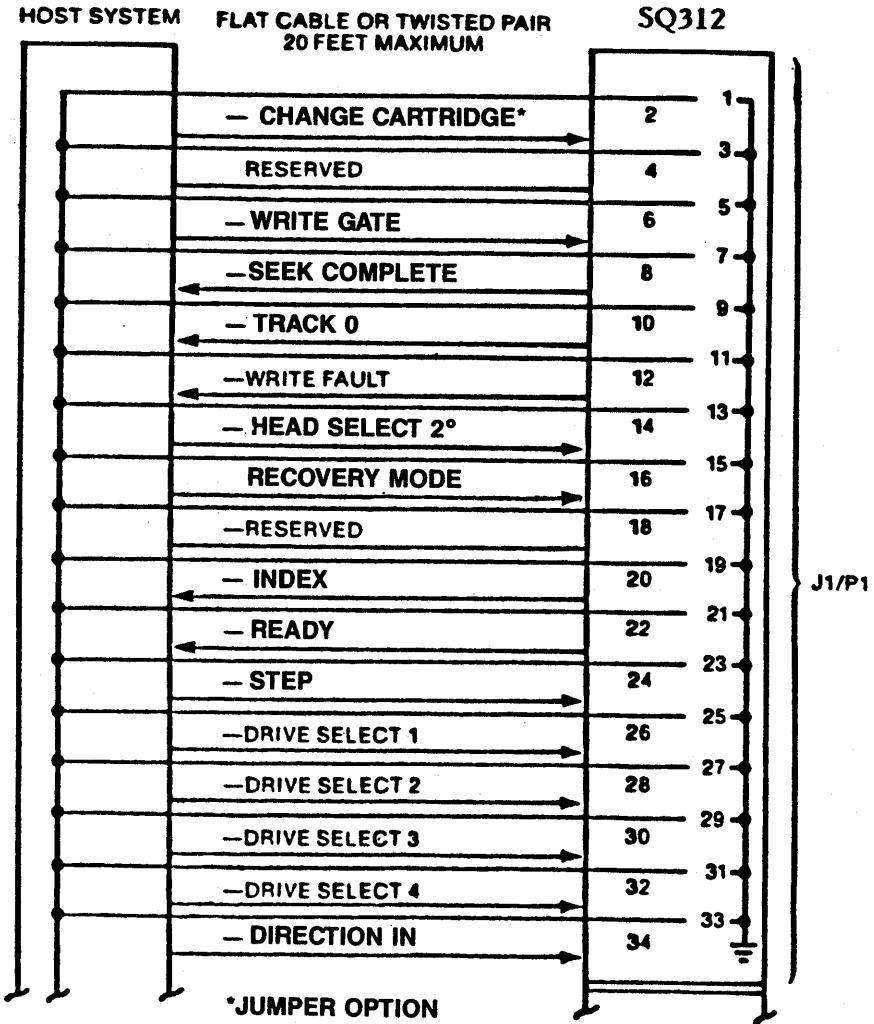 HOST SYSTEM
FLAT CABLE OR TWISTED PAIR
20 FEET MAXIMUM
SQ312
1
— CHANGE CARTRIDGE*
2
3
RESERVED
4
5
— WRITE GATE
6
7
—SEEK COMPLETE
8
9
— TRACK 0
10
11
—WRITE FAULT
12
13
— HEAD SELECT 2°
14
15
RECOVERY MODE
16
17
—RESERVED
18
19
— INDEX
20
J1/P1
21
— READY
22
23
— STEP
24
25
—DRIVE SELECT 1
26
27
—DRIVE SELECT 2
28
29
—DRIVE SELECT 3
30
31
—DRIVE SELECT 4
32
33
— DIRECTION IN
34
*JUMPER OPTION